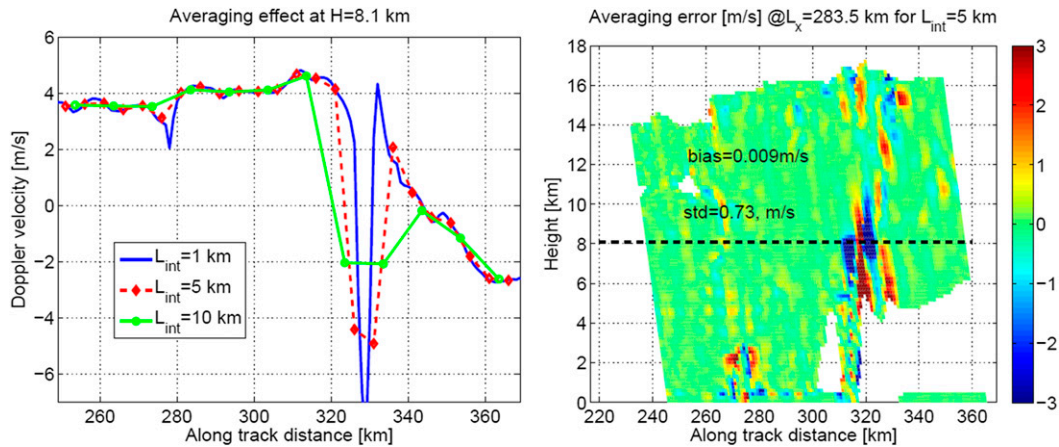 Averaging effect at H=8.1 km
6
4
2
0
−2
−4
−6
Doppler velocity [m/s]
L_int=1 km
L_int=5 km
L_int=10 km
260 280 300 320 340 360
Along track distance [km]
Averaging error [m/s] @L_x=283.5 km for L_int=5 km
18
16
14
12
10
8
6
4
2
0
Height [km]
bias=0.009m/s
std=0.73, m/s
220 240 260 280 300 320 340 360
Along track distance [km]
3
2
1
0
−1
−2
−3